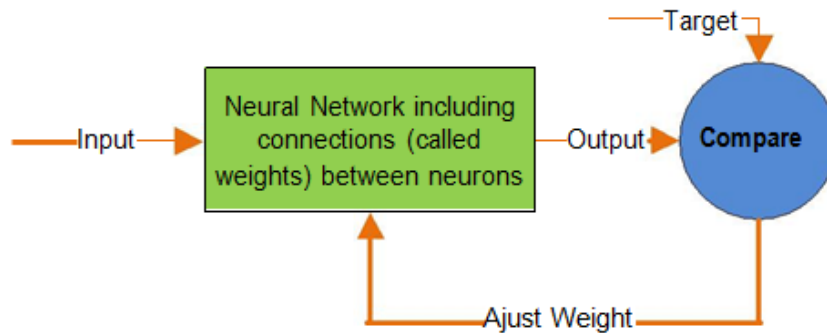 Target
Neural Network including
connections (called
weights) between neurons
Input
Output
Compare
Ajust Weight